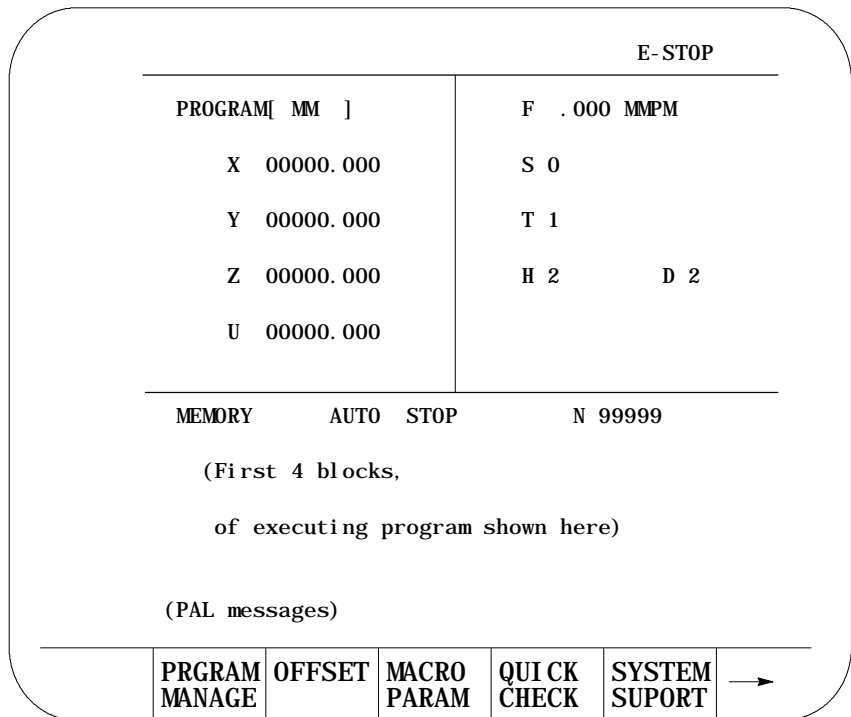 E-STOP
PROGRAM[ MM ] F .000 MMPM
X 00000.000 S 0
Y 00000.000 T 1
Z 00000.000 H 2 D 2
U 00000.000
MEMORY AUTO STOP N 99999
(First 4 blocks,
of executing program shown here)
(PAL messages)
PRGRAM OFFSET MACRO QUICK SYSTEM
MANAGE PARAM CHECK SUPORT